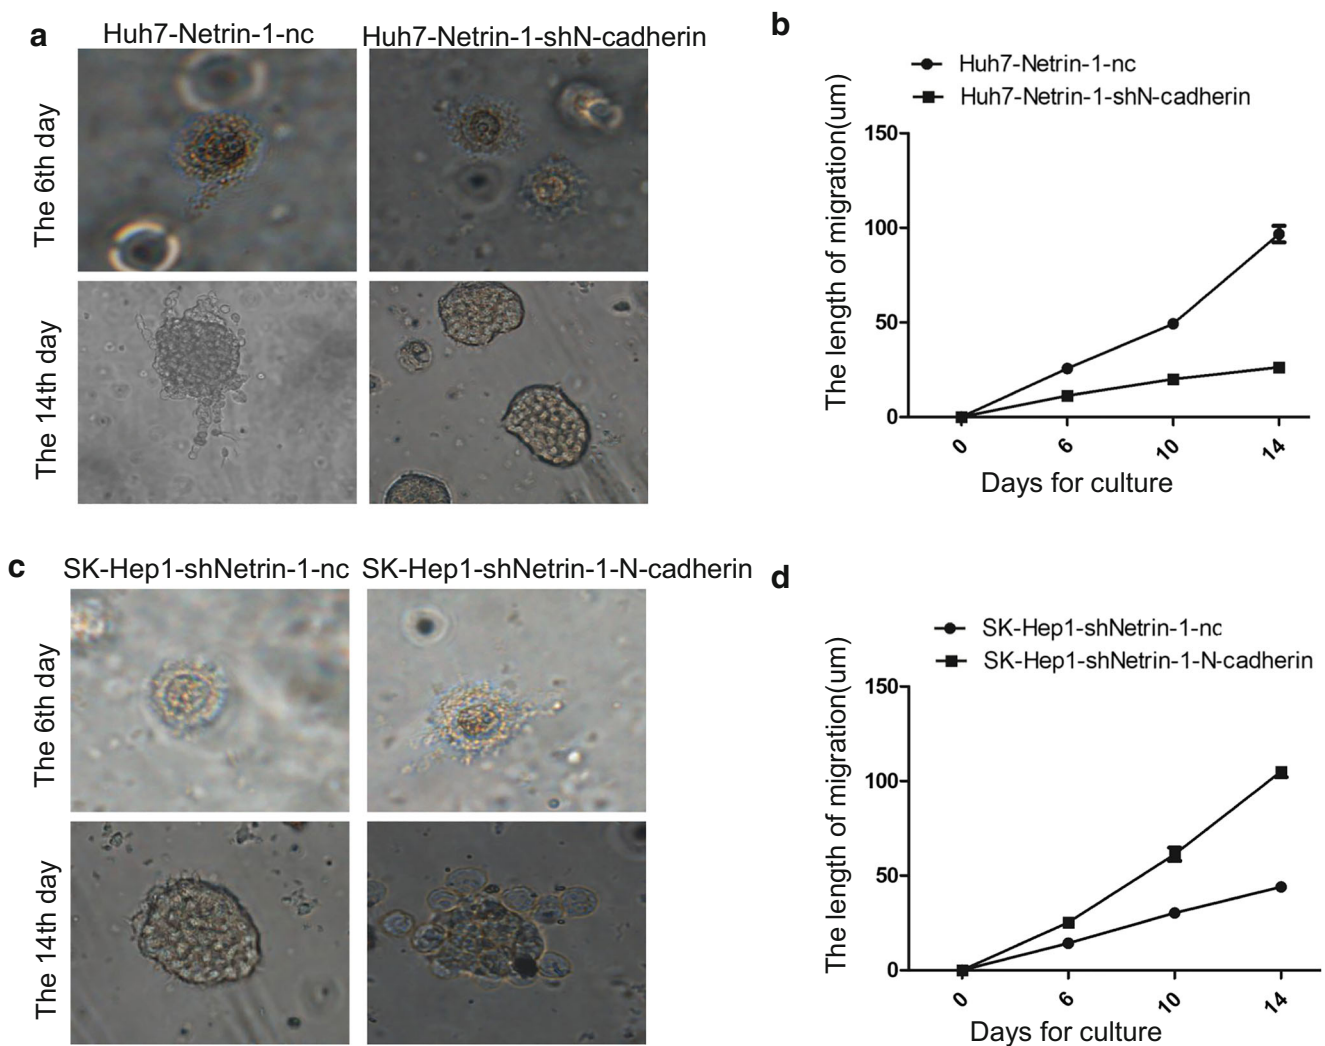 a
Huh7-Netrin-1-nc
Huh7-Netrin-1-shN-cadherin
The 6th day
The 14th day
b
Huh7-Netrin-1-nc
Huh7-Netrin-1-shN-cadherin
The length of migration(um)
150
100
50
0
0
6
10
14
Days for culture
c
SK-Hep1-shNetrin-1-nc
SK-Hep1-shNetrin-1-N-cadherin
The 6th day
The 14th day
d
SK-Hep1-shNetrin-1-nc
SK-Hep1-shNetrin-1-N-cadherin
The length of migration(um)
150
100
50
0
0
6
10
14
Days for culture